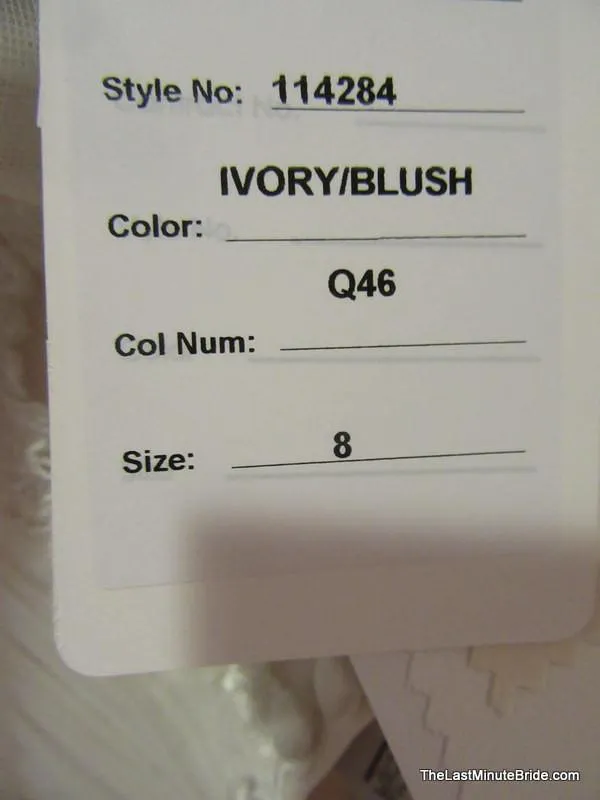 Style No: 114284
IVORY/BLUSH
Color:
Q46
Col Num:
Size: 8
TheLastMinuteBride.com